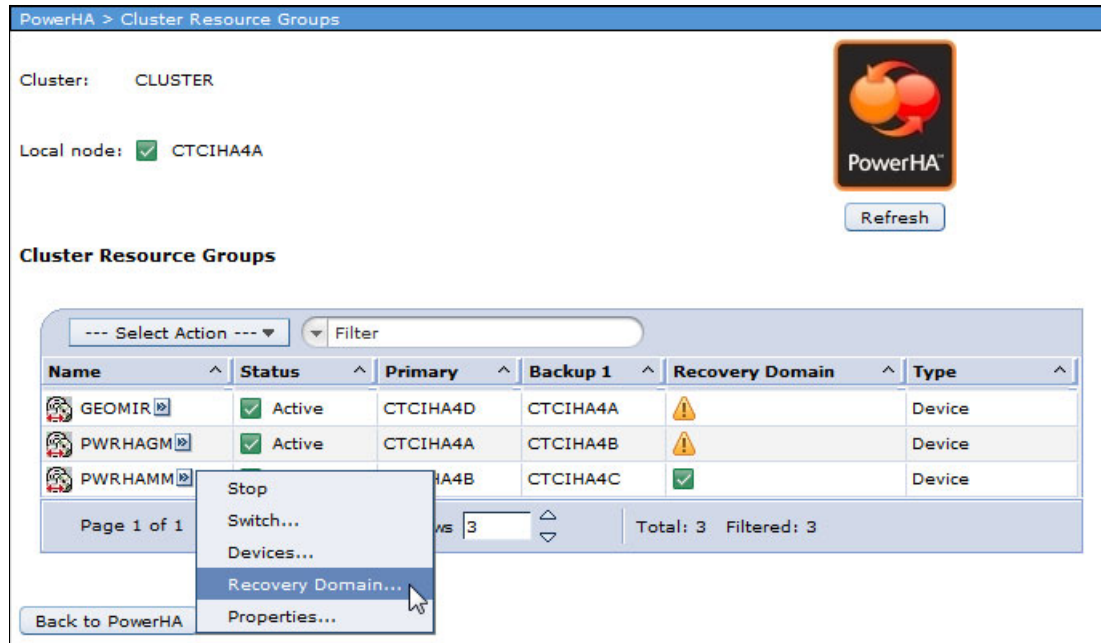 PowerHA > Cluster Resource Groups
Cluster: CLUSTER
Local node: CTCIHA4A
PowerHA™
Refresh
Cluster Resource Groups
--- Select Action --- Filter
Name Status Primary Backup 1 Recovery Domain Type
GEOMIR Active CTCIHA4D CTCIHA4A Device
PWRHAGM Active CTCIHA4A CTCIHA4B Device
PWRHAMM HA4B CTCIHA4C Device
Stop
Switch...
Devices...
Recovery Domain...
Properties...
Page 1 of 1 3 Total: 3 Filtered: 3
Back to PowerHA